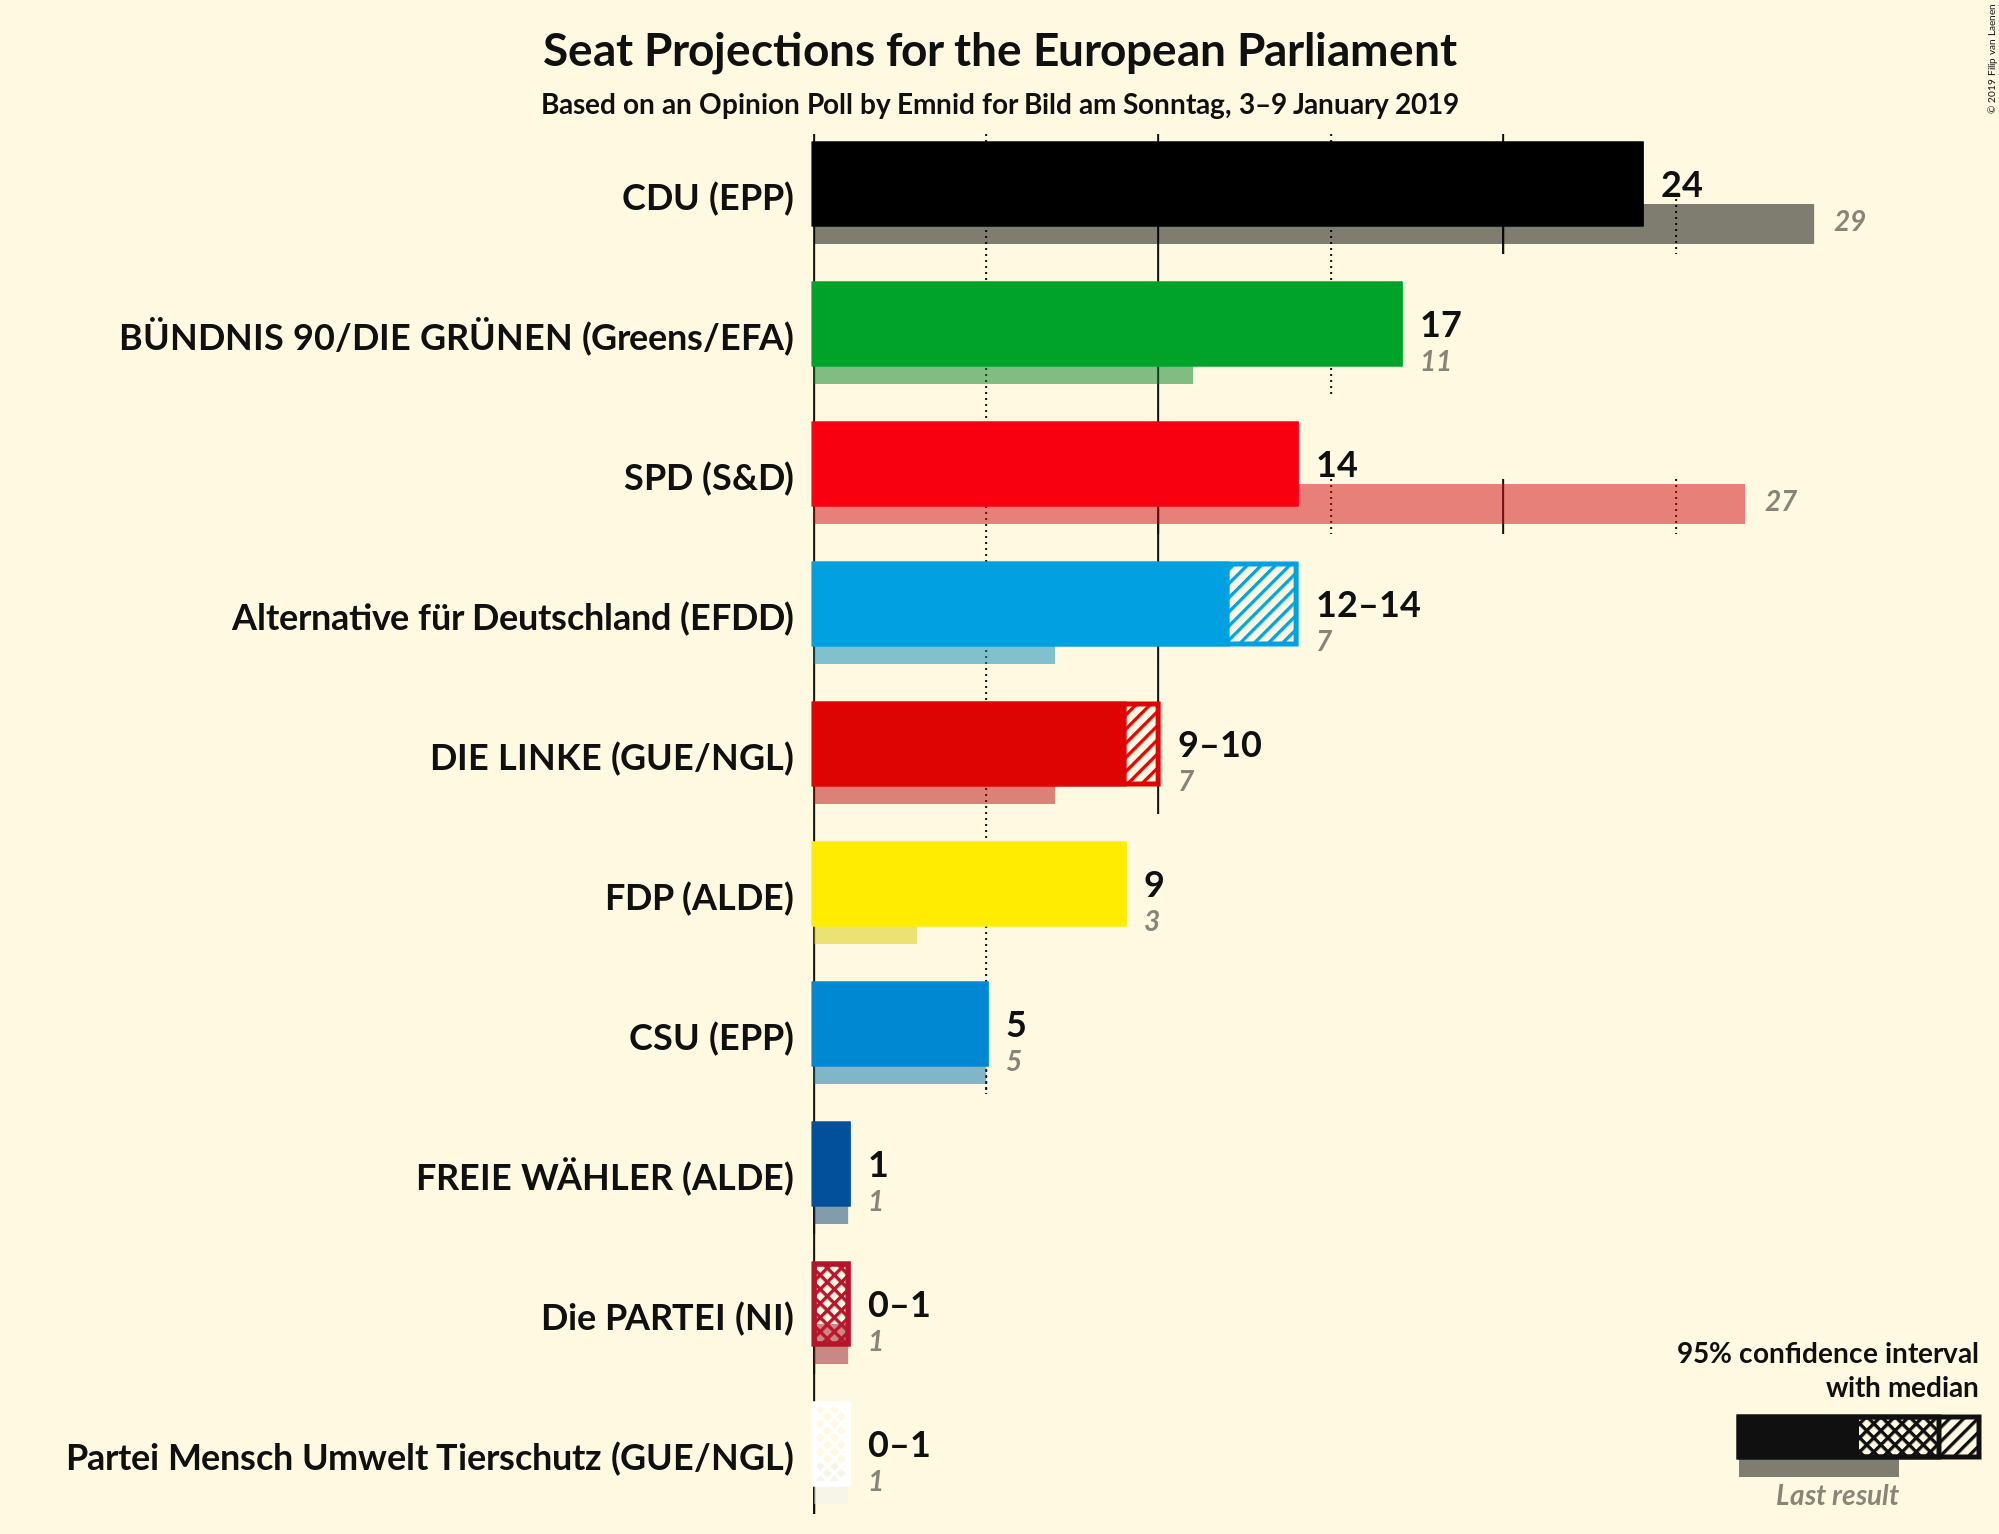 Seat Projections for the European Parliament
Based on an Opinion Poll by Emnid for Bild am Sonntag, 3–9 January 2019
© 2019 Filip van Laenen
CDU (EPP)
24
29
BÜNDNIS 90/DIE GRÜNEN (Greens/EFA)
17
11
SPD (S&D)
14
27
Alternative für Deutschland (EFDD)
12–14
7
DIE LINKE (GUE/NGL)
9–10
7
FDP (ALDE)
9
3
CSU (EPP)
5
5
FREIE WÄHLER (ALDE)
1
1
Die PARTEI (NI)
0–1
1
Partei Mensch Umwelt Tierschutz (GUE/NGL)
0–1
1
95% confidence interval
with median
Last result